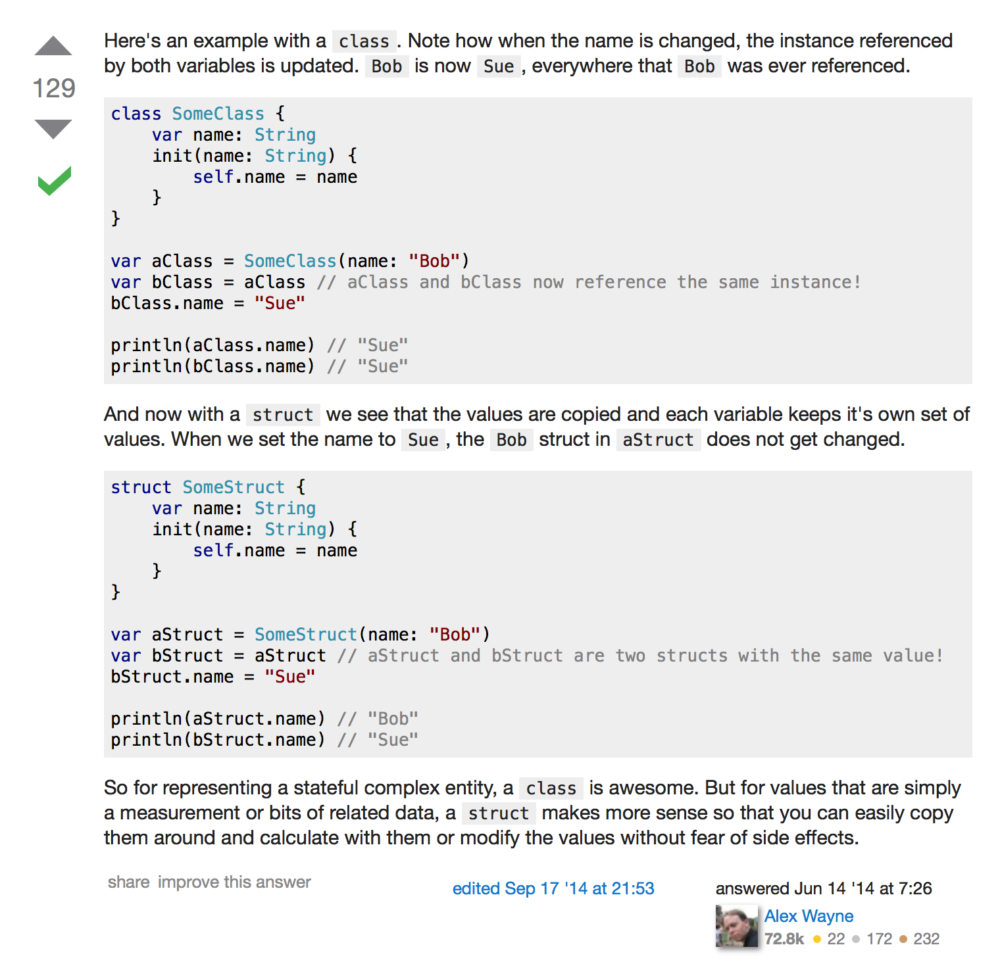 Here's an example with a class. Note how when the name is changed, the instance referenced
by both variables is updated. Bob is now Sue, everywhere that Bob was ever referenced.
129
class SomeClass {
    var name: String
    init(name: String) {
        self.name = name
    }
}

var aClass = SomeClass(name: "Bob")
var bClass = aClass // aClass and bClass now reference the same instance!
bClass.name = "Sue"

println(aClass.name) // "Sue"
println(bClass.name) // "Sue"
And now with a struct we see that the values are copied and each variable keeps it's own set of
values. When we set the name to Sue, the Bob struct in aStruct does not get changed.
struct SomeStruct {
    var name: String
    init(name: String) {
        self.name = name
    }
}

var aStruct = SomeStruct(name: "Bob")
var bStruct = aStruct // aStruct and bStruct are two structs with the same value!
bStruct.name = "Sue"

println(aStruct.name) // "Bob"
println(bStruct.name) // "Sue"
So for representing a stateful complex entity, a class is awesome. But for values that are simply
a measurement or bits of related data, a struct makes more sense so that you can easily copy
them around and calculate with them or modify the values without fear of side effects.
share improve this answer
edited Sep 17 '14 at 21:53
answered Jun 14 '14 at 7:26
Alex Wayne
72.8k ● 22 ● 172 ● 232